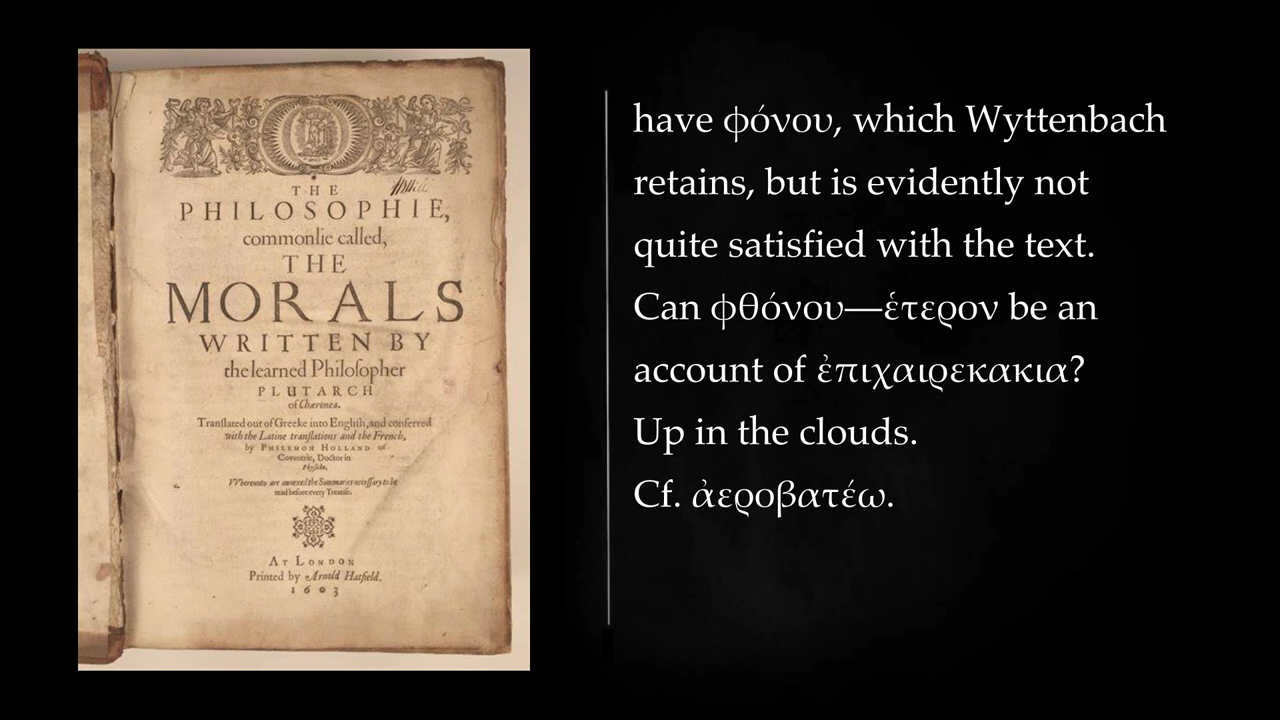 THE
PHILOSOPHIE,
commonlie called,
THE
MORALS
WRITTEN BY
the learned Philosopher
PLUTARCH
of Chæronea.
Translated out of Greeke into English, and conferred
with the Latine translations and the French,
by PHILEMON HOLLAND of
Coventrie, Doctor in
Physicke.
VVhereunto are annexed the Summaries necessary to be
read before every Treatise.
AT LONDON
Printed by Arnold Hatfield.
1603
have φόνου, which Wyttenbach
retains, but is evidently not
quite satisfied with the text.
Can φθόνου—ἑτερον be an
account of ἐπιχαιρεκακια?
Up in the clouds.
Cf. ἀεροβατέω.